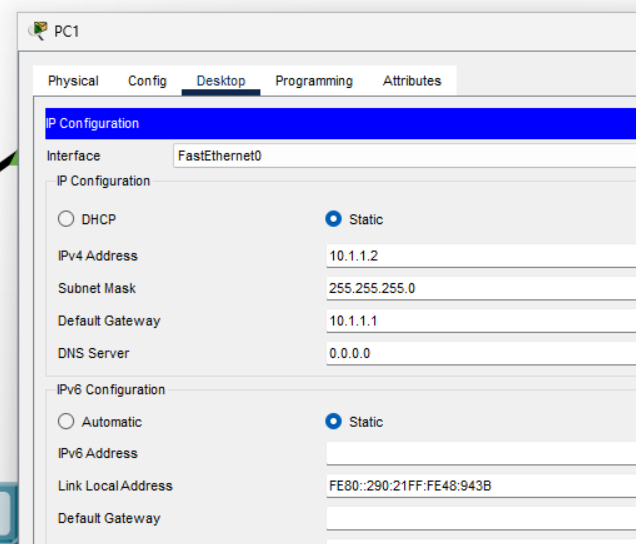 PC1
Physical Config Desktop Programming Attributes
IP Configuration
Interface FastEthernet0
IP Configuration
DHCP Static
IPv4 Address 10.1.1.2
Subnet Mask 255.255.255.0
Default Gateway 10.1.1.1
DNS Server 0.0.0.0
IPv6 Configuration
Automatic Static
IPv6 Address
Link Local Address FE80::290:21FF:FE48:943B
Default Gateway